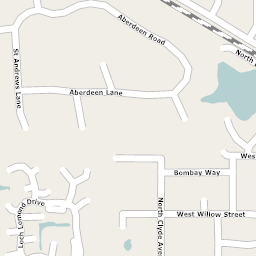 Aberdeen Road
St Andrews Lane
North
Aberdeen Lane
Wes
Bombay Way
Loch Lomond Drive
North Clyde Ave
West Willow Street